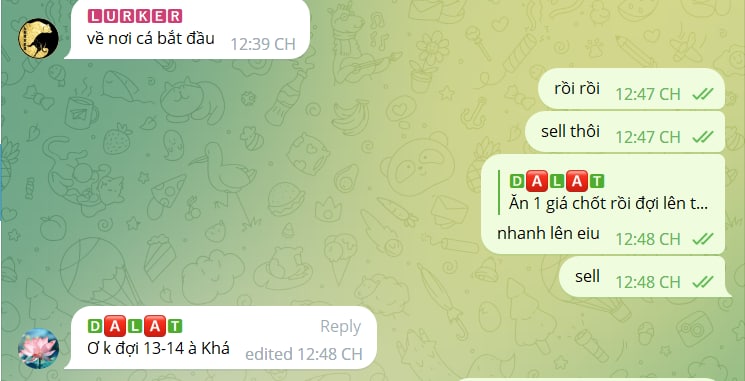 LURKER
về nơi cá bắt đầu 12:39 CH
rồi rồi 12:47 CH
sell thôi 12:47 CH
DALAT
Ăn 1 giá chốt rồi đợi lên t...
nhanh lên eiu 12:48 CH
sell 12:48 CH
DALAT Reply
Ơ k đợi 13-14 à Khá edited 12:48 CH